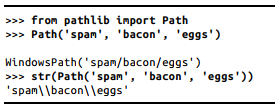 >>> from pathlib import Path
>>> Path('spam', 'bacon', 'eggs')
WindowsPath('spam/bacon/eggs')
>>> str(Path('spam', 'bacon', 'eggs'))
'spam\\bacon\\eggs'